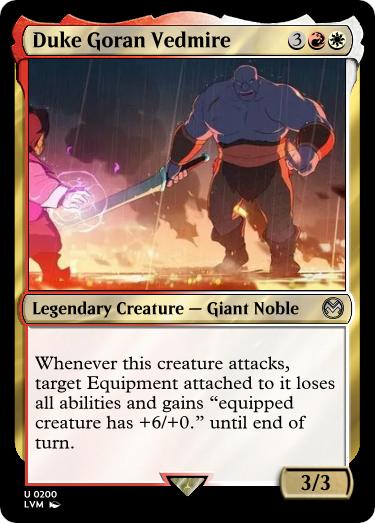 Duke Goran Vedmire 3
Legendary Creature — Giant Noble
Whenever this creature attacks,
target Equipment attached to it loses
all abilities and gains “equipped
creature has +6/+0.” until end of
turn.
3/3
U 0200
LVM